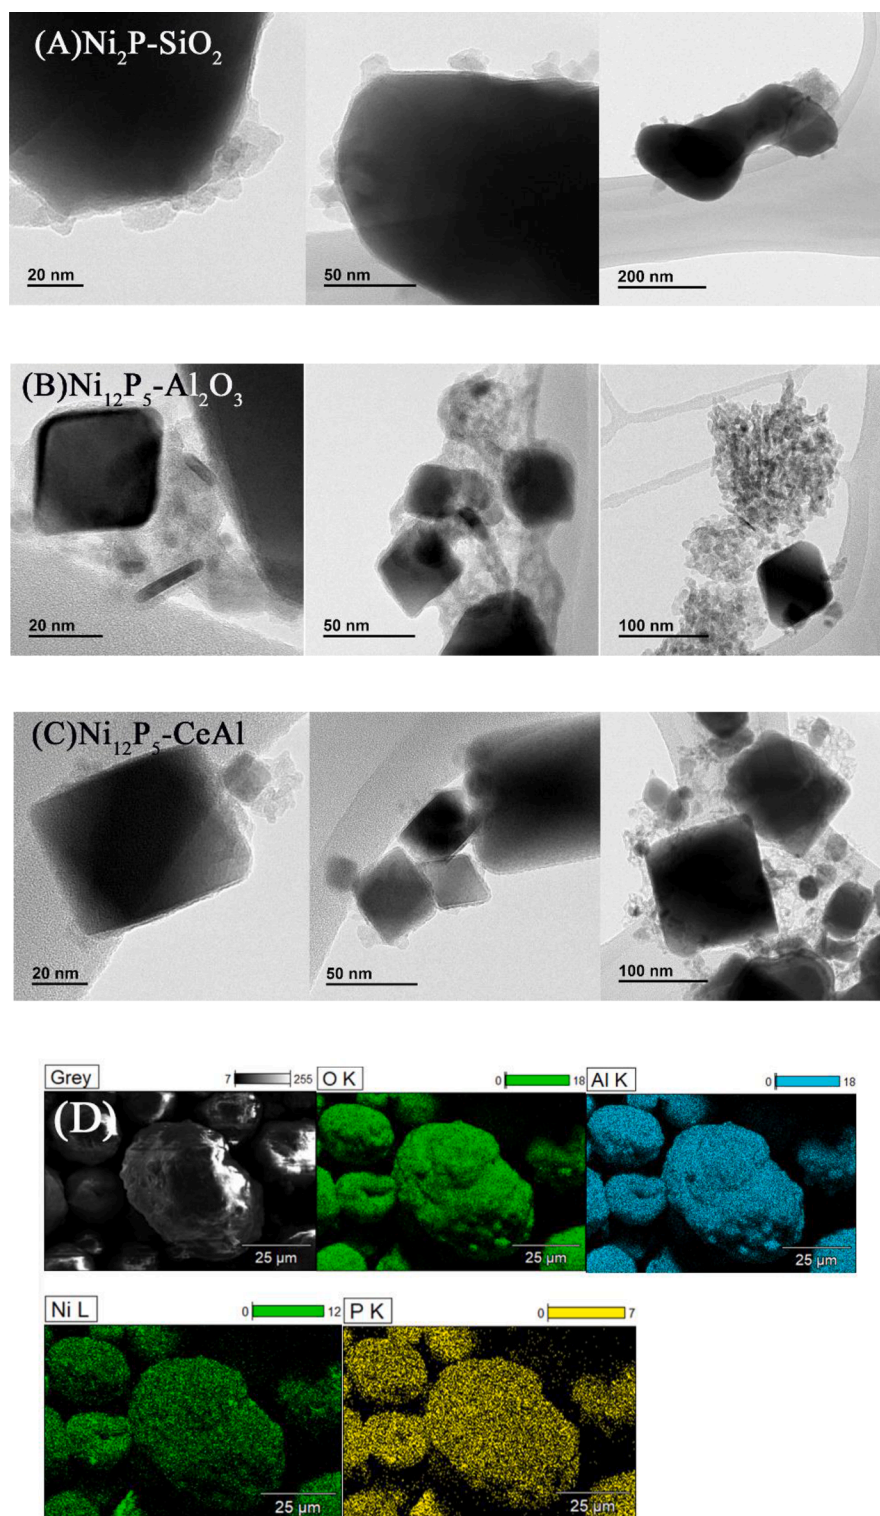 (A)Ni₂P-SiO₂
20 nm
50 nm
200 nm
(B)Ni₁₂P₅-Al₂O₃
20 nm
50 nm
100 nm
(C)Ni₁₂P₅-CeAl
20 nm
50 nm
100 nm
Grey
7
255
O K
0
18
Al K
0
18
(D)
25 µm
25 µm
25 µm
Ni L
0
12
P K
0
7
25 µm
25 µm